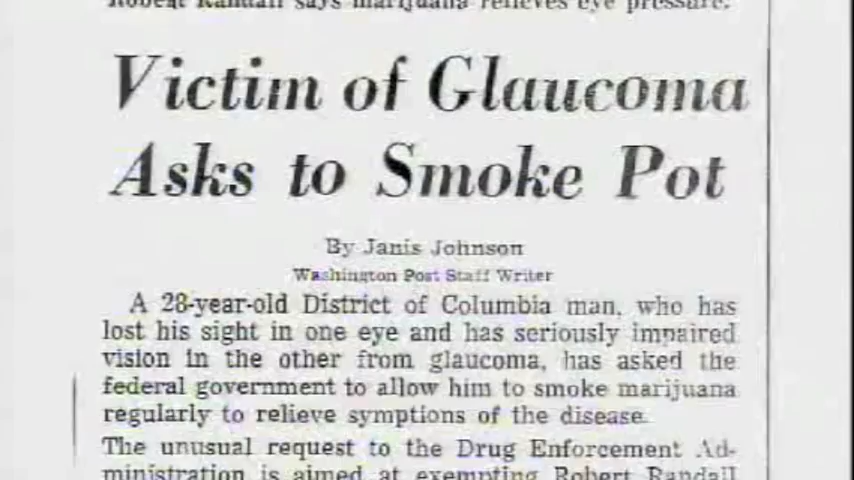 Robert Randall says marijuana relieves eye pressure.
Victim of Glaucoma
Asks to Smoke Pot
By Janis Johnson
Washington Post Staff Writer
A 28-year-old District of Columbia man, who has
lost his sight in one eye and has seriously impaired
vision in the other from glaucoma, has asked the
federal government to allow him to smoke marijuana
regularly to relieve symptoms of the disease.
The unusual request to the Drug Enforcement Ad-
ministration is aimed at exempting Robert Randall